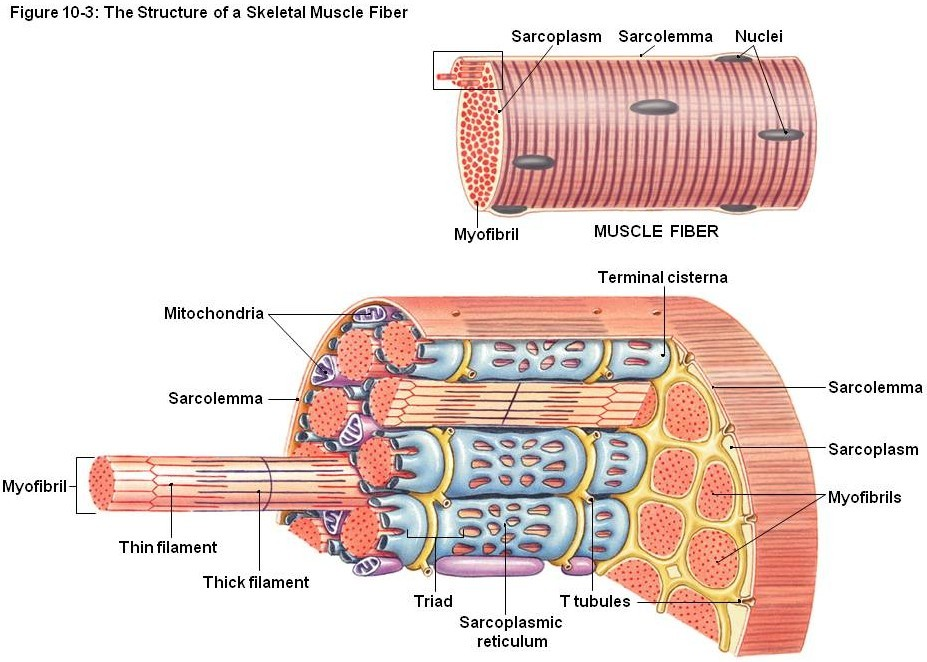 Figure 10-3: The Structure of a Skeletal Muscle Fiber
Sarcoplasm
Sarcolemma
Nuclei
Myofibril
MUSCLE FIBER
Terminal cisterna
Mitochondria
Sarcolemma
Sarcolemma
Sarcoplasm
Myofibril
Myofibrils
Thin filament
Thick filament
Triad
T tubules
Sarcoplasmic
reticulum